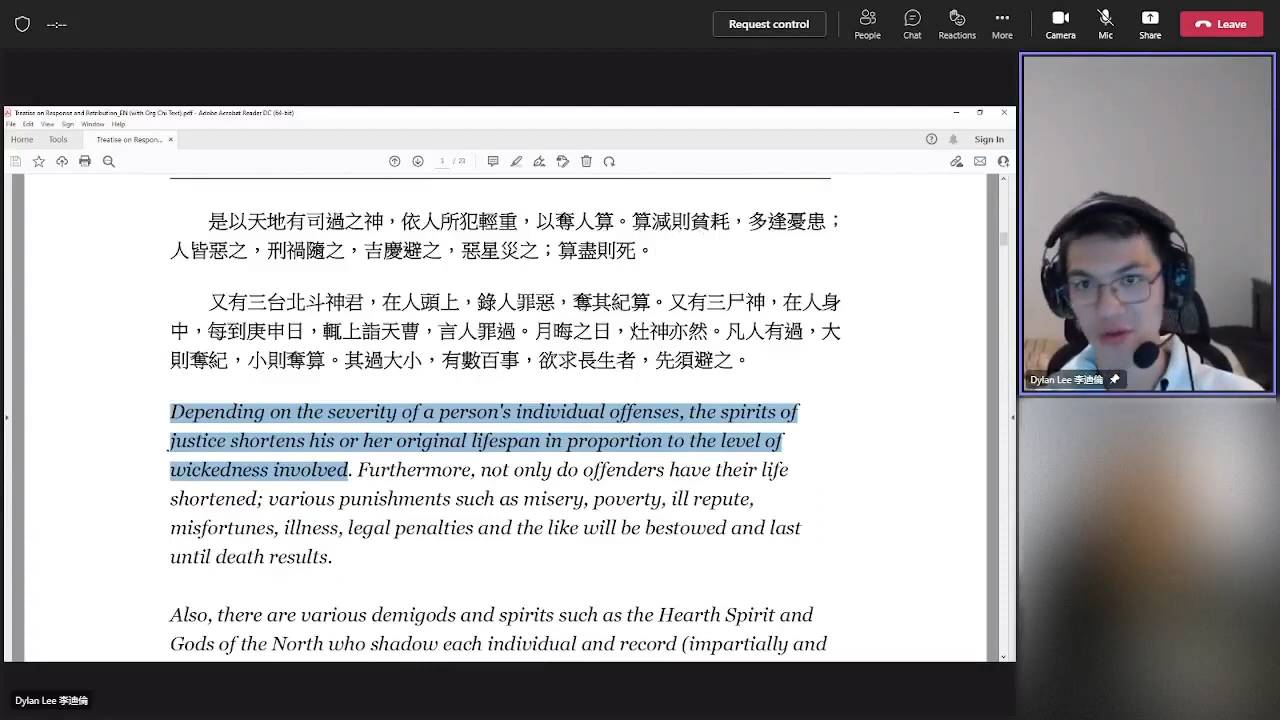 --:--
Request control
People
Chat
Reactions
More
Camera
Mic
Share
Leave
Treatise on Response and Retribution_EN (with Org Chi Text).pdf - Adobe Acrobat Reader DC (64-bit)
File Edit View Sign Window Help
Home Tools Treatise on Respon... × Sign In
1 / 23
是以天地有司過之神，依人所犯輕重，以奪人算。算減則貧耗，多逢憂患；
人皆惡之，刑禍隨之，吉慶避之，惡星災之；算盡則死。
又有三台北斗神君，在人頭上，錄人罪惡，奪其紀算。又有三尸神，在人身
中，每到庚申日，輒上詣天曹，言人罪過。月晦之日，灶神亦然。凡人有過，大
則奪紀，小則奪算。其過大小，有數百事，欲求長生者，先須避之。
Depending on the severity of a person's individual offenses, the spirits of
justice shortens his or her original lifespan in proportion to the level of
wickedness involved. Furthermore, not only do offenders have their life
shortened; various punishments such as misery, poverty, ill repute,
misfortunes, illness, legal penalties and the like will be bestowed and last
until death results.
Also, there are various demigods and spirits such as the Hearth Spirit and
Gods of the North who shadow each individual and record (impartially and
Dylan Lee 李迪倫
Dylan Lee 李迪倫